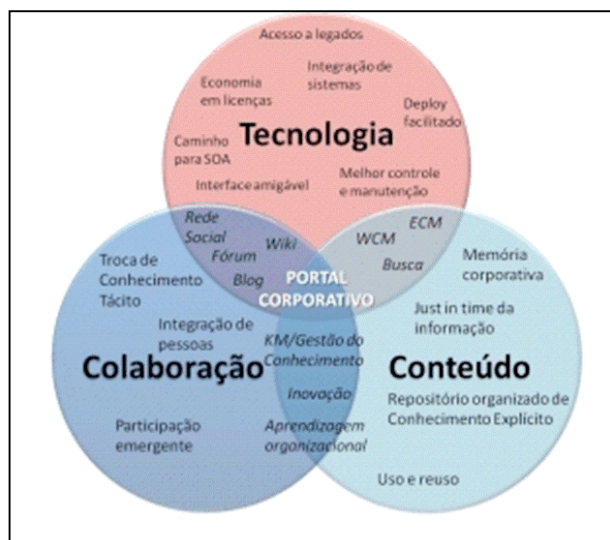 Acesso a legados
Integração de
sistemas
Economia
em licenças
Deploy
facilitado
Tecnologia
Caminho
para SOA
Melhor controle
e manutenção
Interface amigável
Rede
Social
Fórum
Wiki
Blog
ECM
WCM
Busca
PORTAL
CORPORATIVO
Troca de
Conhecimento
Tácito
Integração de
pessoas
Colaboração
Participação
emergente
KM/Gestão do
Conhecimento
Inovação
Aprendizagem
organizacional
Memória
corporativa
Just in time da
informação
Conteúdo
Repositório organizado de
Conhecimento Explícito
Uso e reuso